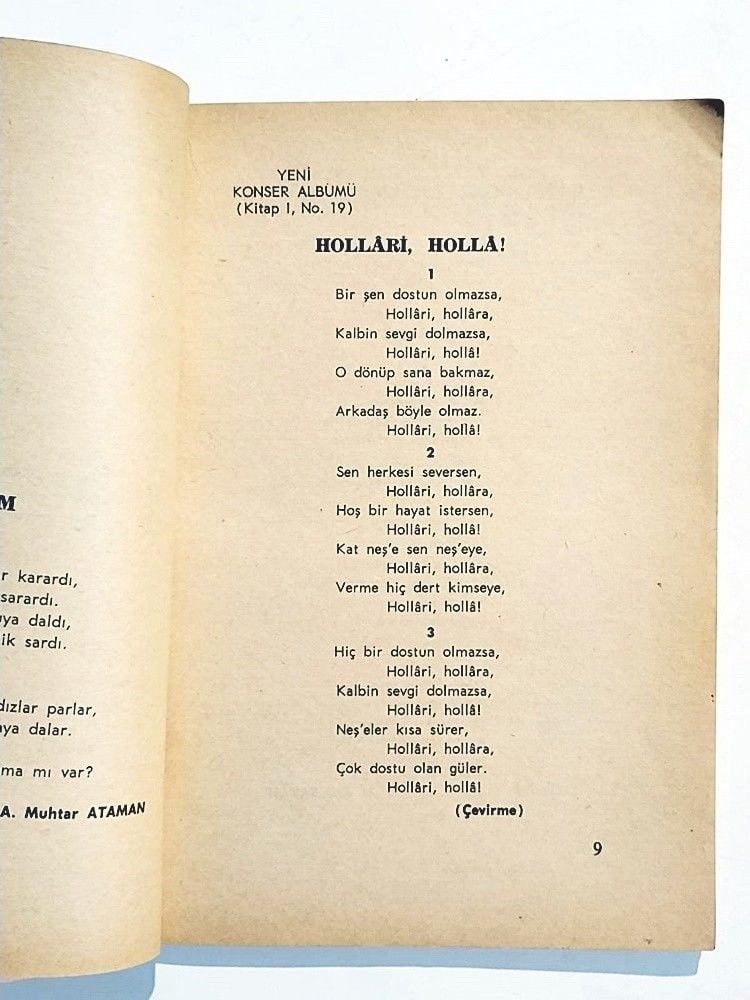 M
r karardı,
sarardı.
ya daldı,
ik sardı.
dızlar parlar,
ya dalar.
ma mı var?
A. Muhtar ATAMAN
YENİ
KONSER ALBÜMÜ
(Kitap I, No. 19)
HOLLÂRİ, HOLLÂ!
1
Bir şen dostun olmazsa,
Hollâri, hollâra,
Kalbin sevgi dolmazsa,
Hollâri, hollâ!
O dönüp sana bakmaz,
Hollâri, hollâra,
Arkadaş böyle olmaz.
Hollâri, hollâ!
2
Sen herkesi seversen,
Hollâri, hollâra,
Hoş bir hayat istersen,
Hollâri, hollâ!
Kat neş'e sen neş'eye,
Hollâri, hollâra,
Verme hiç dert kimseye,
Hollâri, hollâ!
3
Hiç bir dostun olmazsa,
Hollâri, hollâra,
Kalbin sevgi dolmazsa,
Hollâri, hollâ!
Neş'eler kısa sürer,
Hollâri, hollâra,
Çok dostu olan güler.
Hollâri, hollâ!
(Çevirme)
9